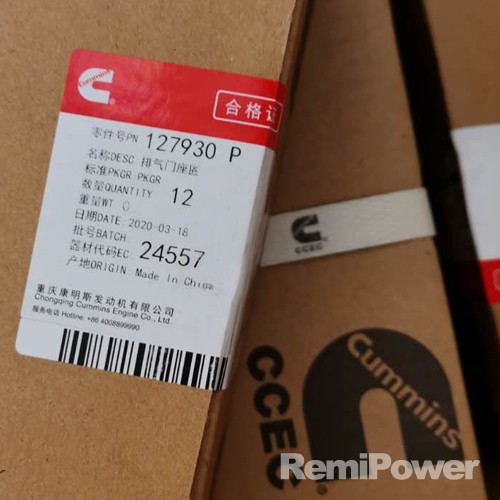 Cummins
合格证
零件号PN 127930 P
名称DESC 排气门座圈
标准PKGR PKGR
数量QUANTITY 12
重量WT 0.
日期DATE 2020-03-18
批号BATCH
器材代码EC 24557
产地ORIGIN Made In China
重庆康明斯发动机有限公司
Chongqing Cummins Engine Co., Ltd.
服务电话 Hotline: +86 4008899990
CCEC
Cummins
CCEC
RemiPower